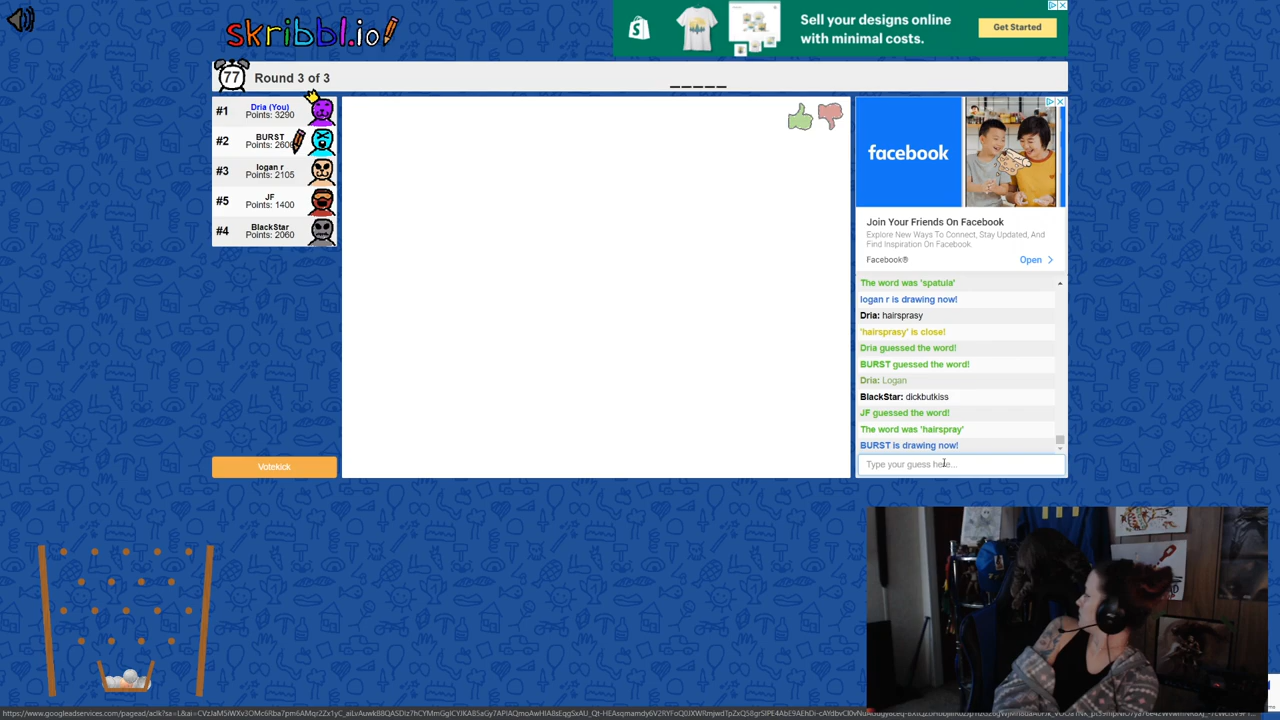 skribbl.io!
Sell your designs online
with minimal costs.
Get Started
77
Round 3 of 3
_____
#1
Dria (You)
Points: 3290
#2
BURST
Points: 2600
#3
logan r
Points: 2105
#5
JF
Points: 1400
#4
BlackStar
Points: 2060
Votekick
facebook
Join Your Friends On Facebook
Explore New Ways To Connect, Stay Updated, And
Find Inspiration On Facebook.
Facebook®
Open
The word was 'spatula'
logan r is drawing now!
Dria: hairsprasy
'hairsprasy' is close!
Dria guessed the word!
BURST guessed the word!
Dria: Logan
BlackStar: dickbutkiss
JF guessed the word!
The word was 'hairspray'
BURST is drawing now!
Type your guess here...